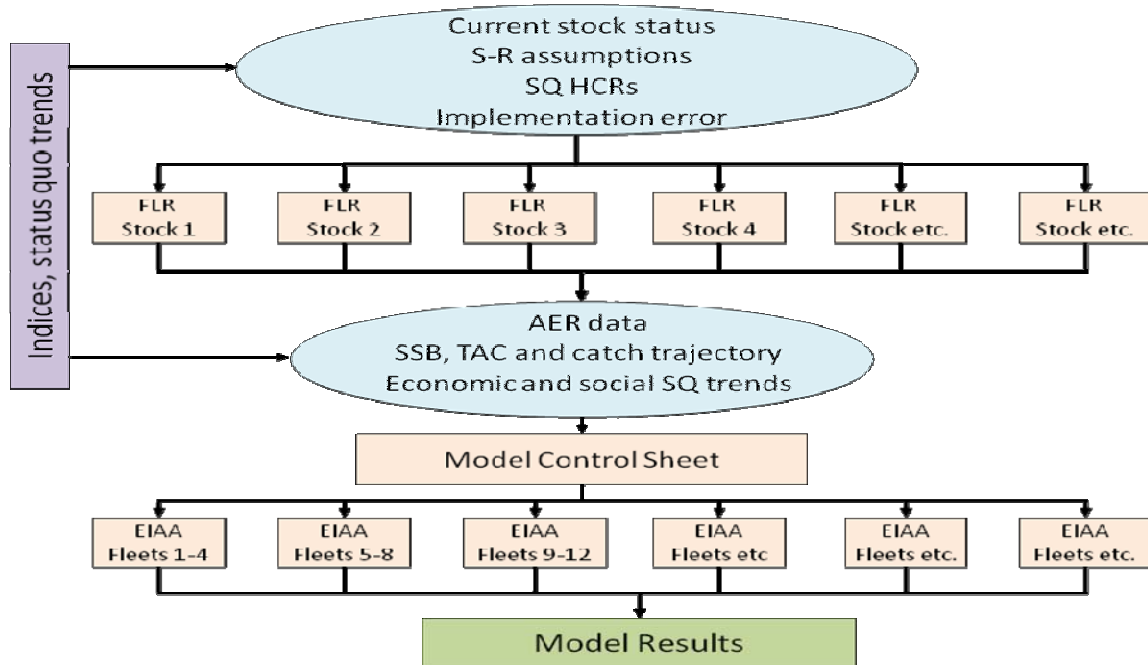 Indices, status quo trends
Current stock status
S-R assumptions
SQ HCRs
Implementation error
FLR
Stock 1
FLR
Stock 2
FLR
Stock 3
FLR
Stock 4
FLR
Stock etc.
FLR
Stock etc.
AER data
SSB, TAC and catch trajectory
Economic and social SQ trends
Model Control Sheet
EIAA
Fleets 1-4
EIAA
Fleets 5-8
EIAA
Fleets 9-12
EIAA
Fleets etc
EIAA
Fleets etc.
EIAA
Fleets etc.
Model Results